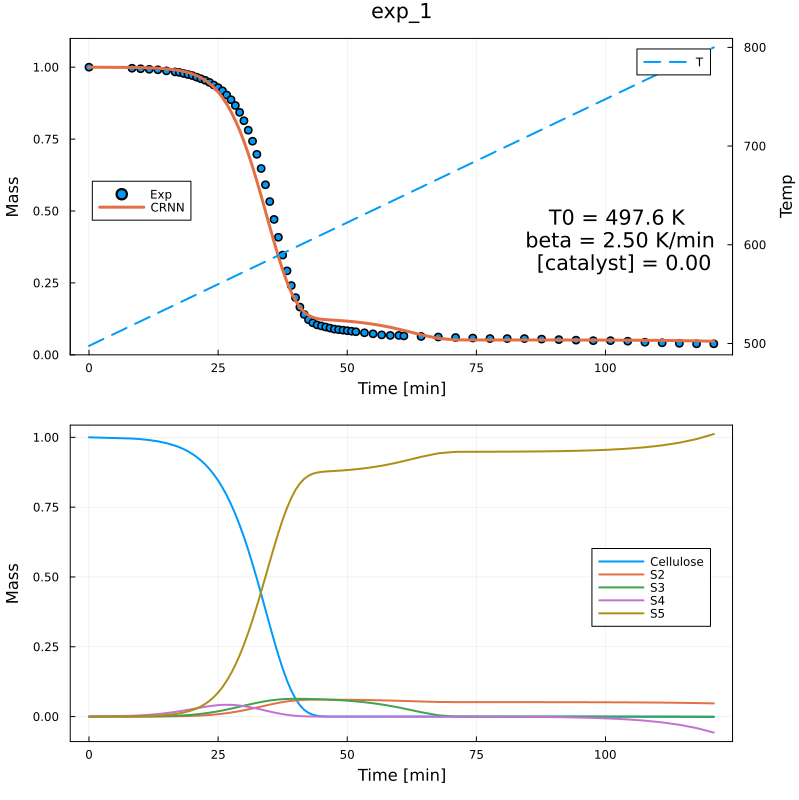 exp_1
1.00
0.75
0.50
0.25
0.00
Mass
Exp
CRNN
T
800
700
600
500
Temp
T0 = 497.6 K
beta = 2.50 K/min
[catalyst] = 0.00
0 25 50 75 100
Time [min]
1.00
0.75
0.50
0.25
0.00
Mass
Cellulose
S2
S3
S4
S5
0 25 50 75 100
Time [min]